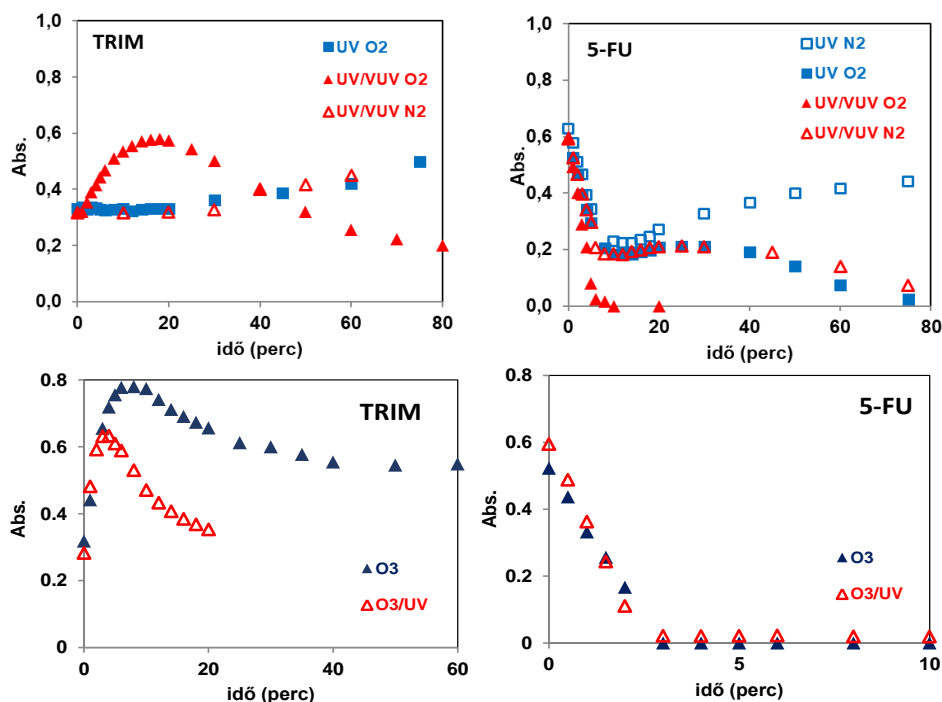 TRIM
UV O2
UV/VUV O2
UV/VUV N2
Abs.
1,0
0,8
0,6
0,4
0,2
0,0
0 20 40 60 80
idő (perc)
5-FU
UV N2
UV O2
UV/VUV O2
UV/VUV N2
Abs.
1,0
0,8
0,6
0,4
0,2
0,0
0 20 40 60 80
idő (perc)
TRIM
O3
O3/UV
Abs.
0.8
0.6
0.4
0.2
0
0 20 40 60
idő (perc)
5-FU
O3
O3/UV
Abs.
0.8
0.6
0.4
0.2
0
0 5 10
idő (perc)